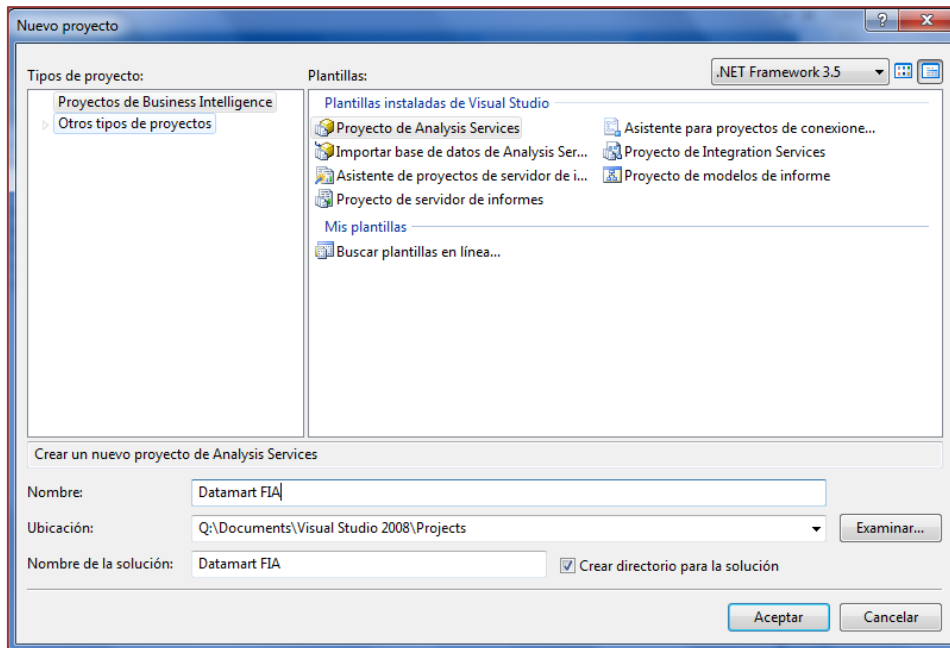 Nuevo proyecto
Tipos de proyecto:
Plantillas:
.NET Framework 3.5
Proyectos de Business Intelligence
Otros tipos de proyectos
Plantillas instaladas de Visual Studio
Proyecto de Analysis Services
Asistente para proyectos de conexione...
Importar base de datos de Analysis Ser...
Proyecto de Integration Services
Asistente de proyectos de servidor de i...
Proyecto de modelos de informe
Proyecto de servidor de informes
Mis plantillas
Buscar plantillas en línea...
Crear un nuevo proyecto de Analysis Services
Nombre:
Datamart FIA
Ubicación:
Q:\Documents\Visual Studio 2008\Projects
Examinar...
Nombre de la solución:
Datamart FIA
Crear directorio para la solución
Aceptar
Cancelar